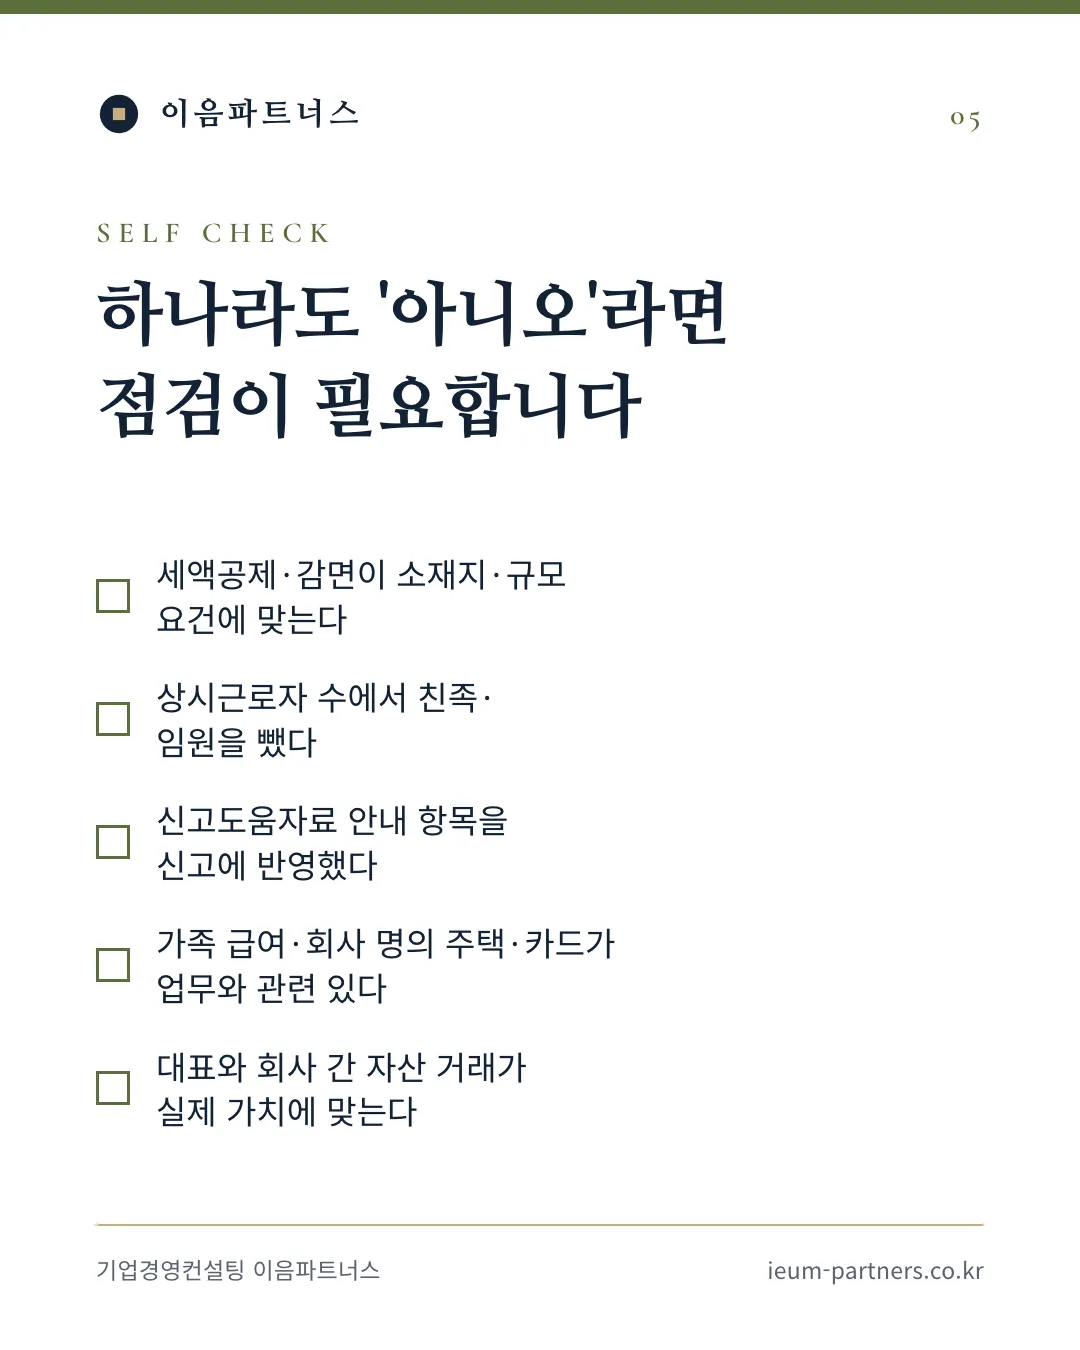 이음파트너스
05
SELF CHECK
하나라도 '아니오'라면
점검이 필요합니다
세액공제·감면이 소재지·규모
요건에 맞는다
상시근로자 수에서 친족·
임원을 뺐다
신고도움자료 안내 항목을
신고에 반영했다
가족 급여·회사 명의 주택·카드가
업무와 관련 있다
대표와 회사 간 자산 거래가
실제 가치에 맞는다
기업경영컨설팅 이음파트너스
ieum-partners.co.kr